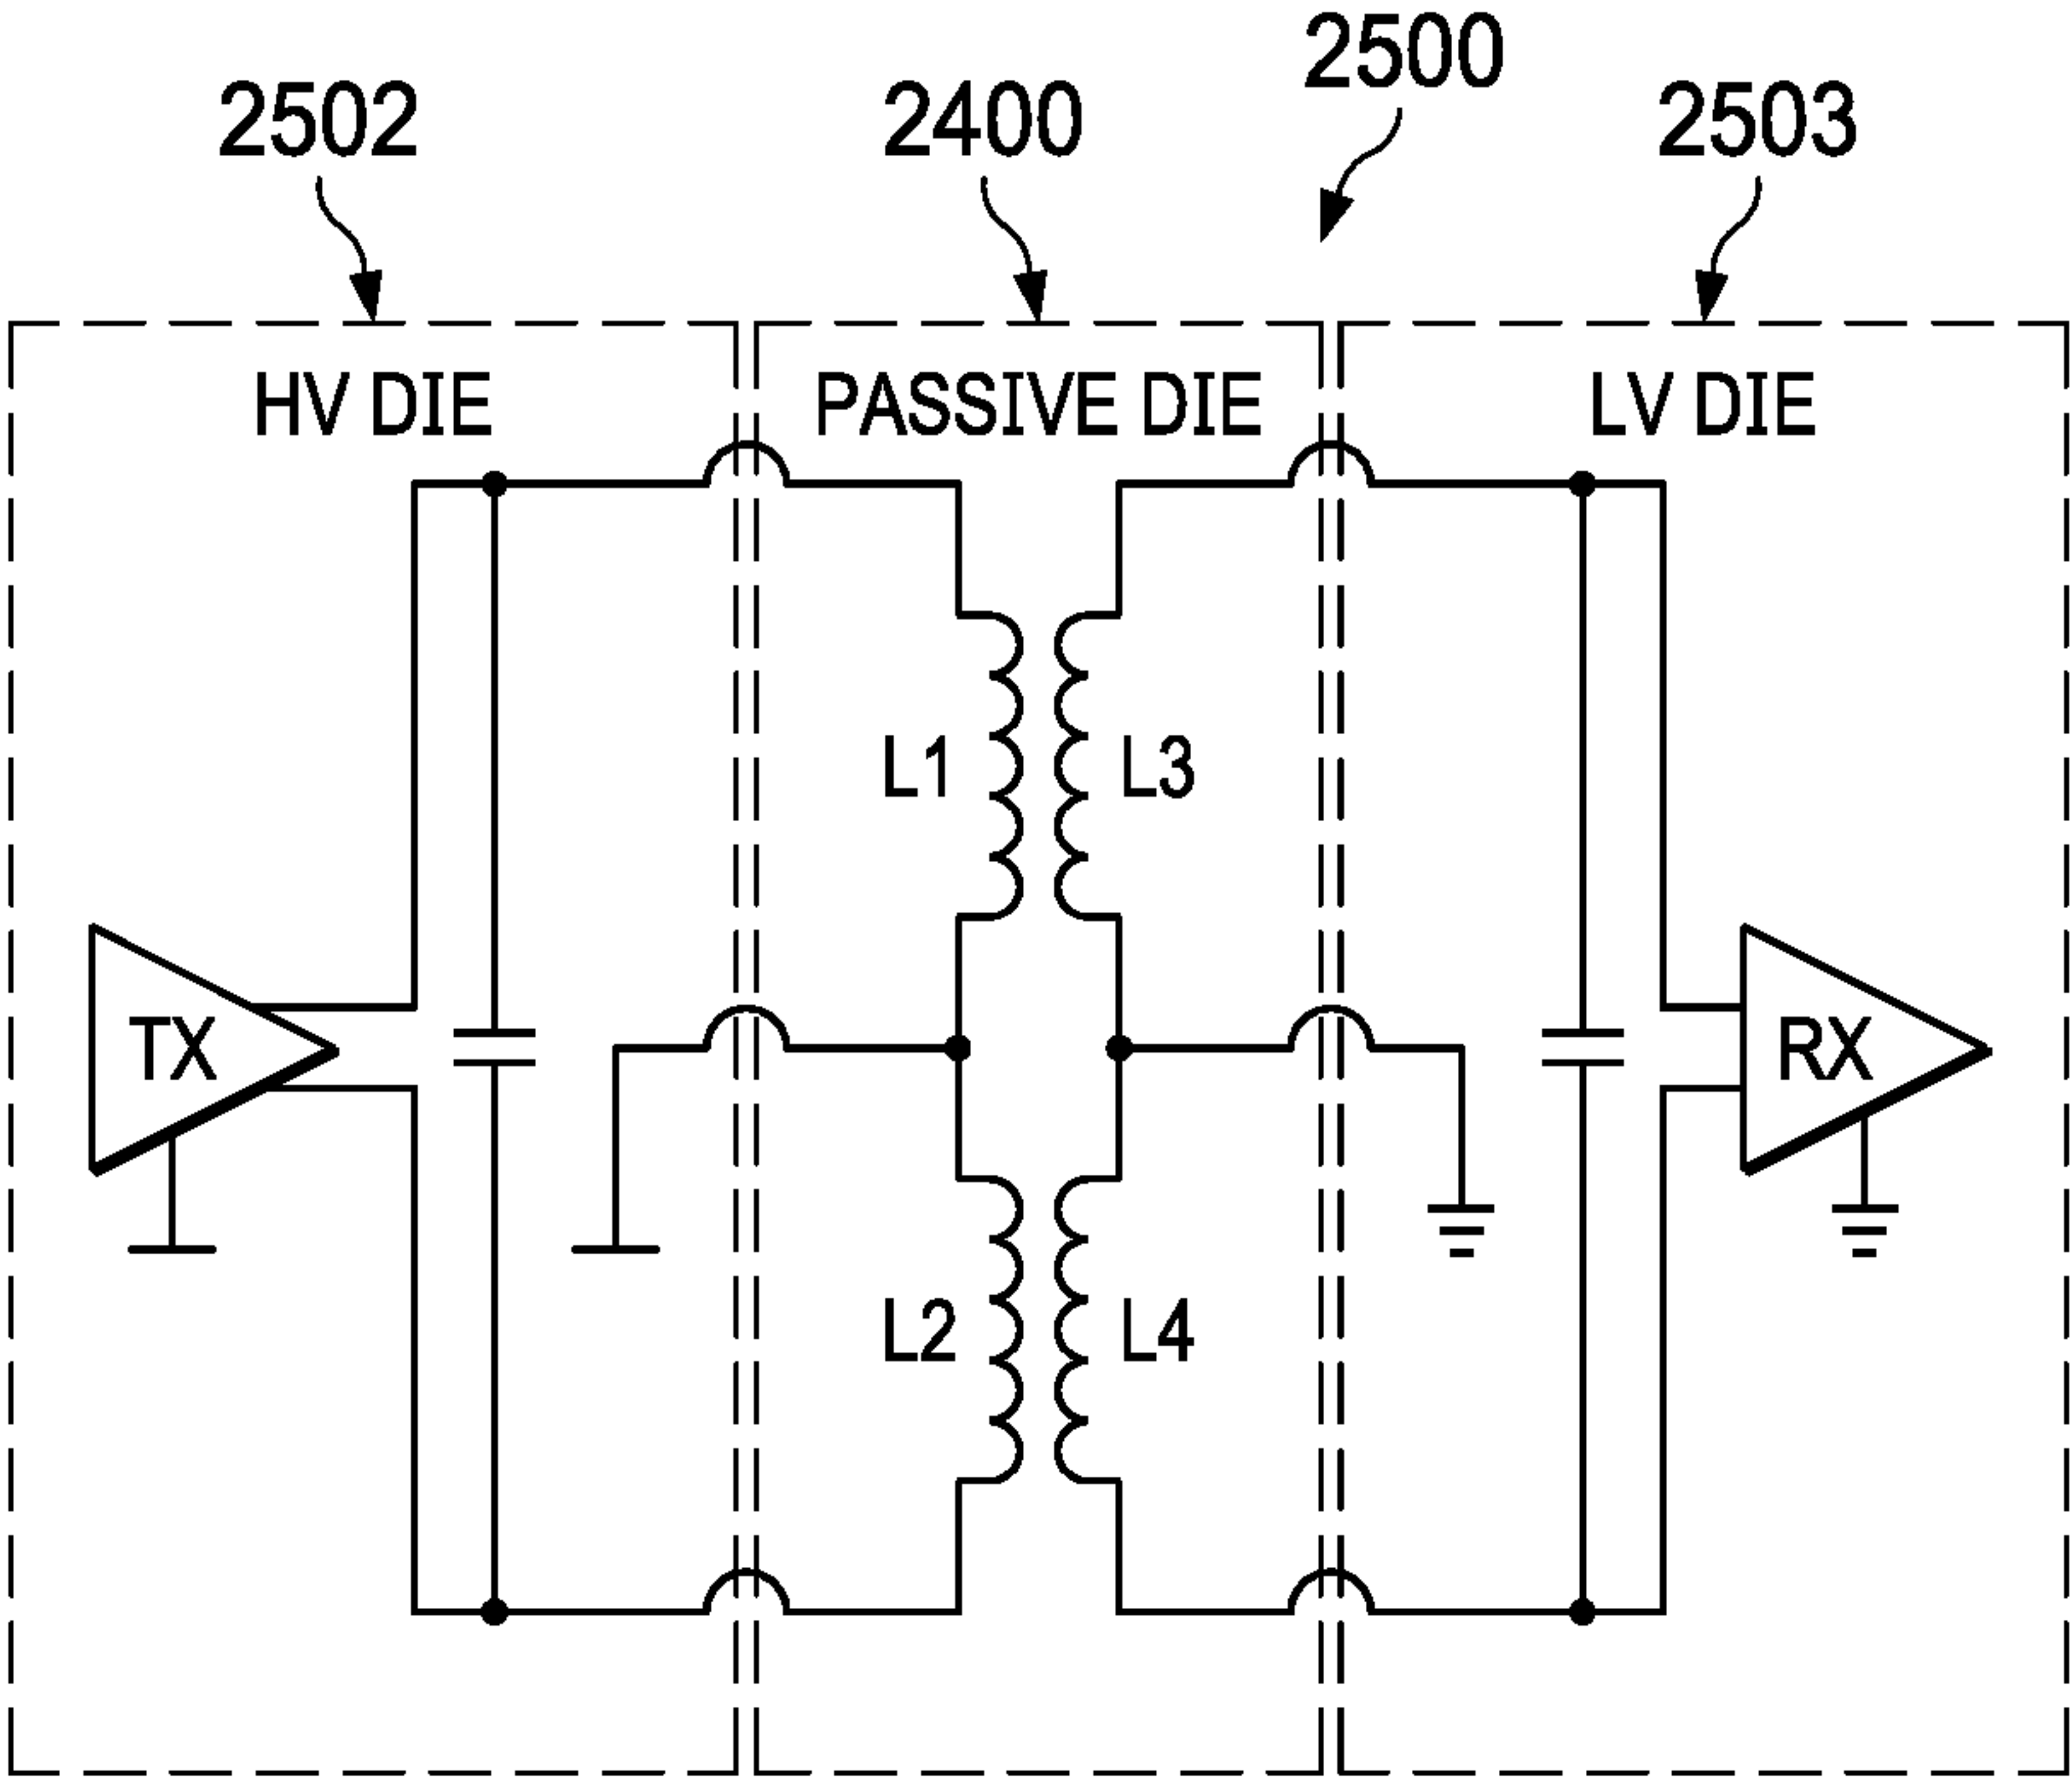 2500
2502
2400
2503
HV DIE
PASSIVE DIE
LV DIE
L1
L3
TX
RX
L2
L4